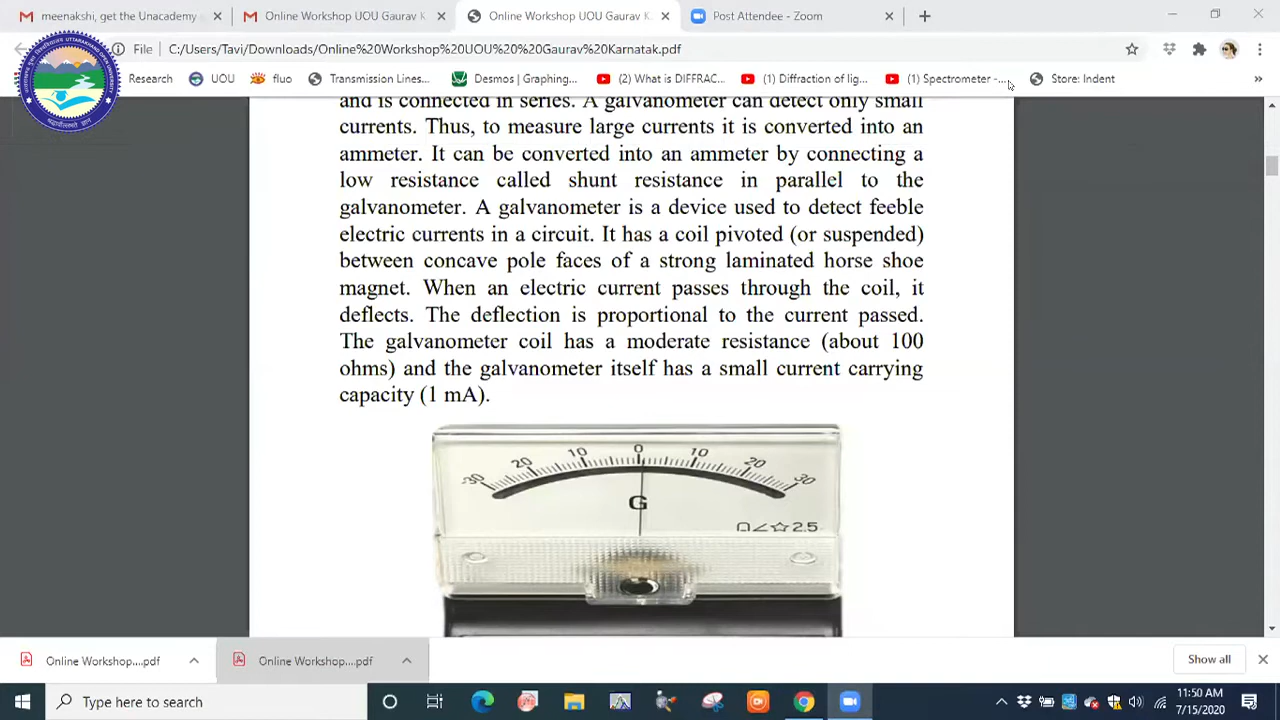 meenakshi, get the Unacademy
Online Workshop UOU Gaurav K
Online Workshop UOU Gaurav K
Post Attendee - Zoom
File
C:/Users/Tavi/Downloads/Online%20Workshop%20UOU%20%20Gaurav%20Karnatak.pdf
Research
UOU
fluo
Transmission Lines...
Desmos | Graphing...
(2) What is DIFFRAC...
(1) Diffraction of lig...
(1) Spectrometer -...
Store: Indent
»
and is connected in series. A galvanometer can detect only small
currents. Thus, to measure large currents it is converted into an
ammeter. It can be converted into an ammeter by connecting a
low resistance called shunt resistance in parallel to the
galvanometer. A galvanometer is a device used to detect feeble
electric currents in a circuit. It has a coil pivoted (or suspended)
between concave pole faces of a strong laminated horse shoe
magnet. When an electric current passes through the coil, it
deflects. The deflection is proportional to the current passed.
The galvanometer coil has a moderate resistance (about 100
ohms) and the galvanometer itself has a small current carrying
capacity (1 mA).
30 20 10 0 10 20 30
G
2.5
Online Workshop....pdf
Online Workshop....pdf
Show all
Type here to search
11:50 AM
7/15/2020